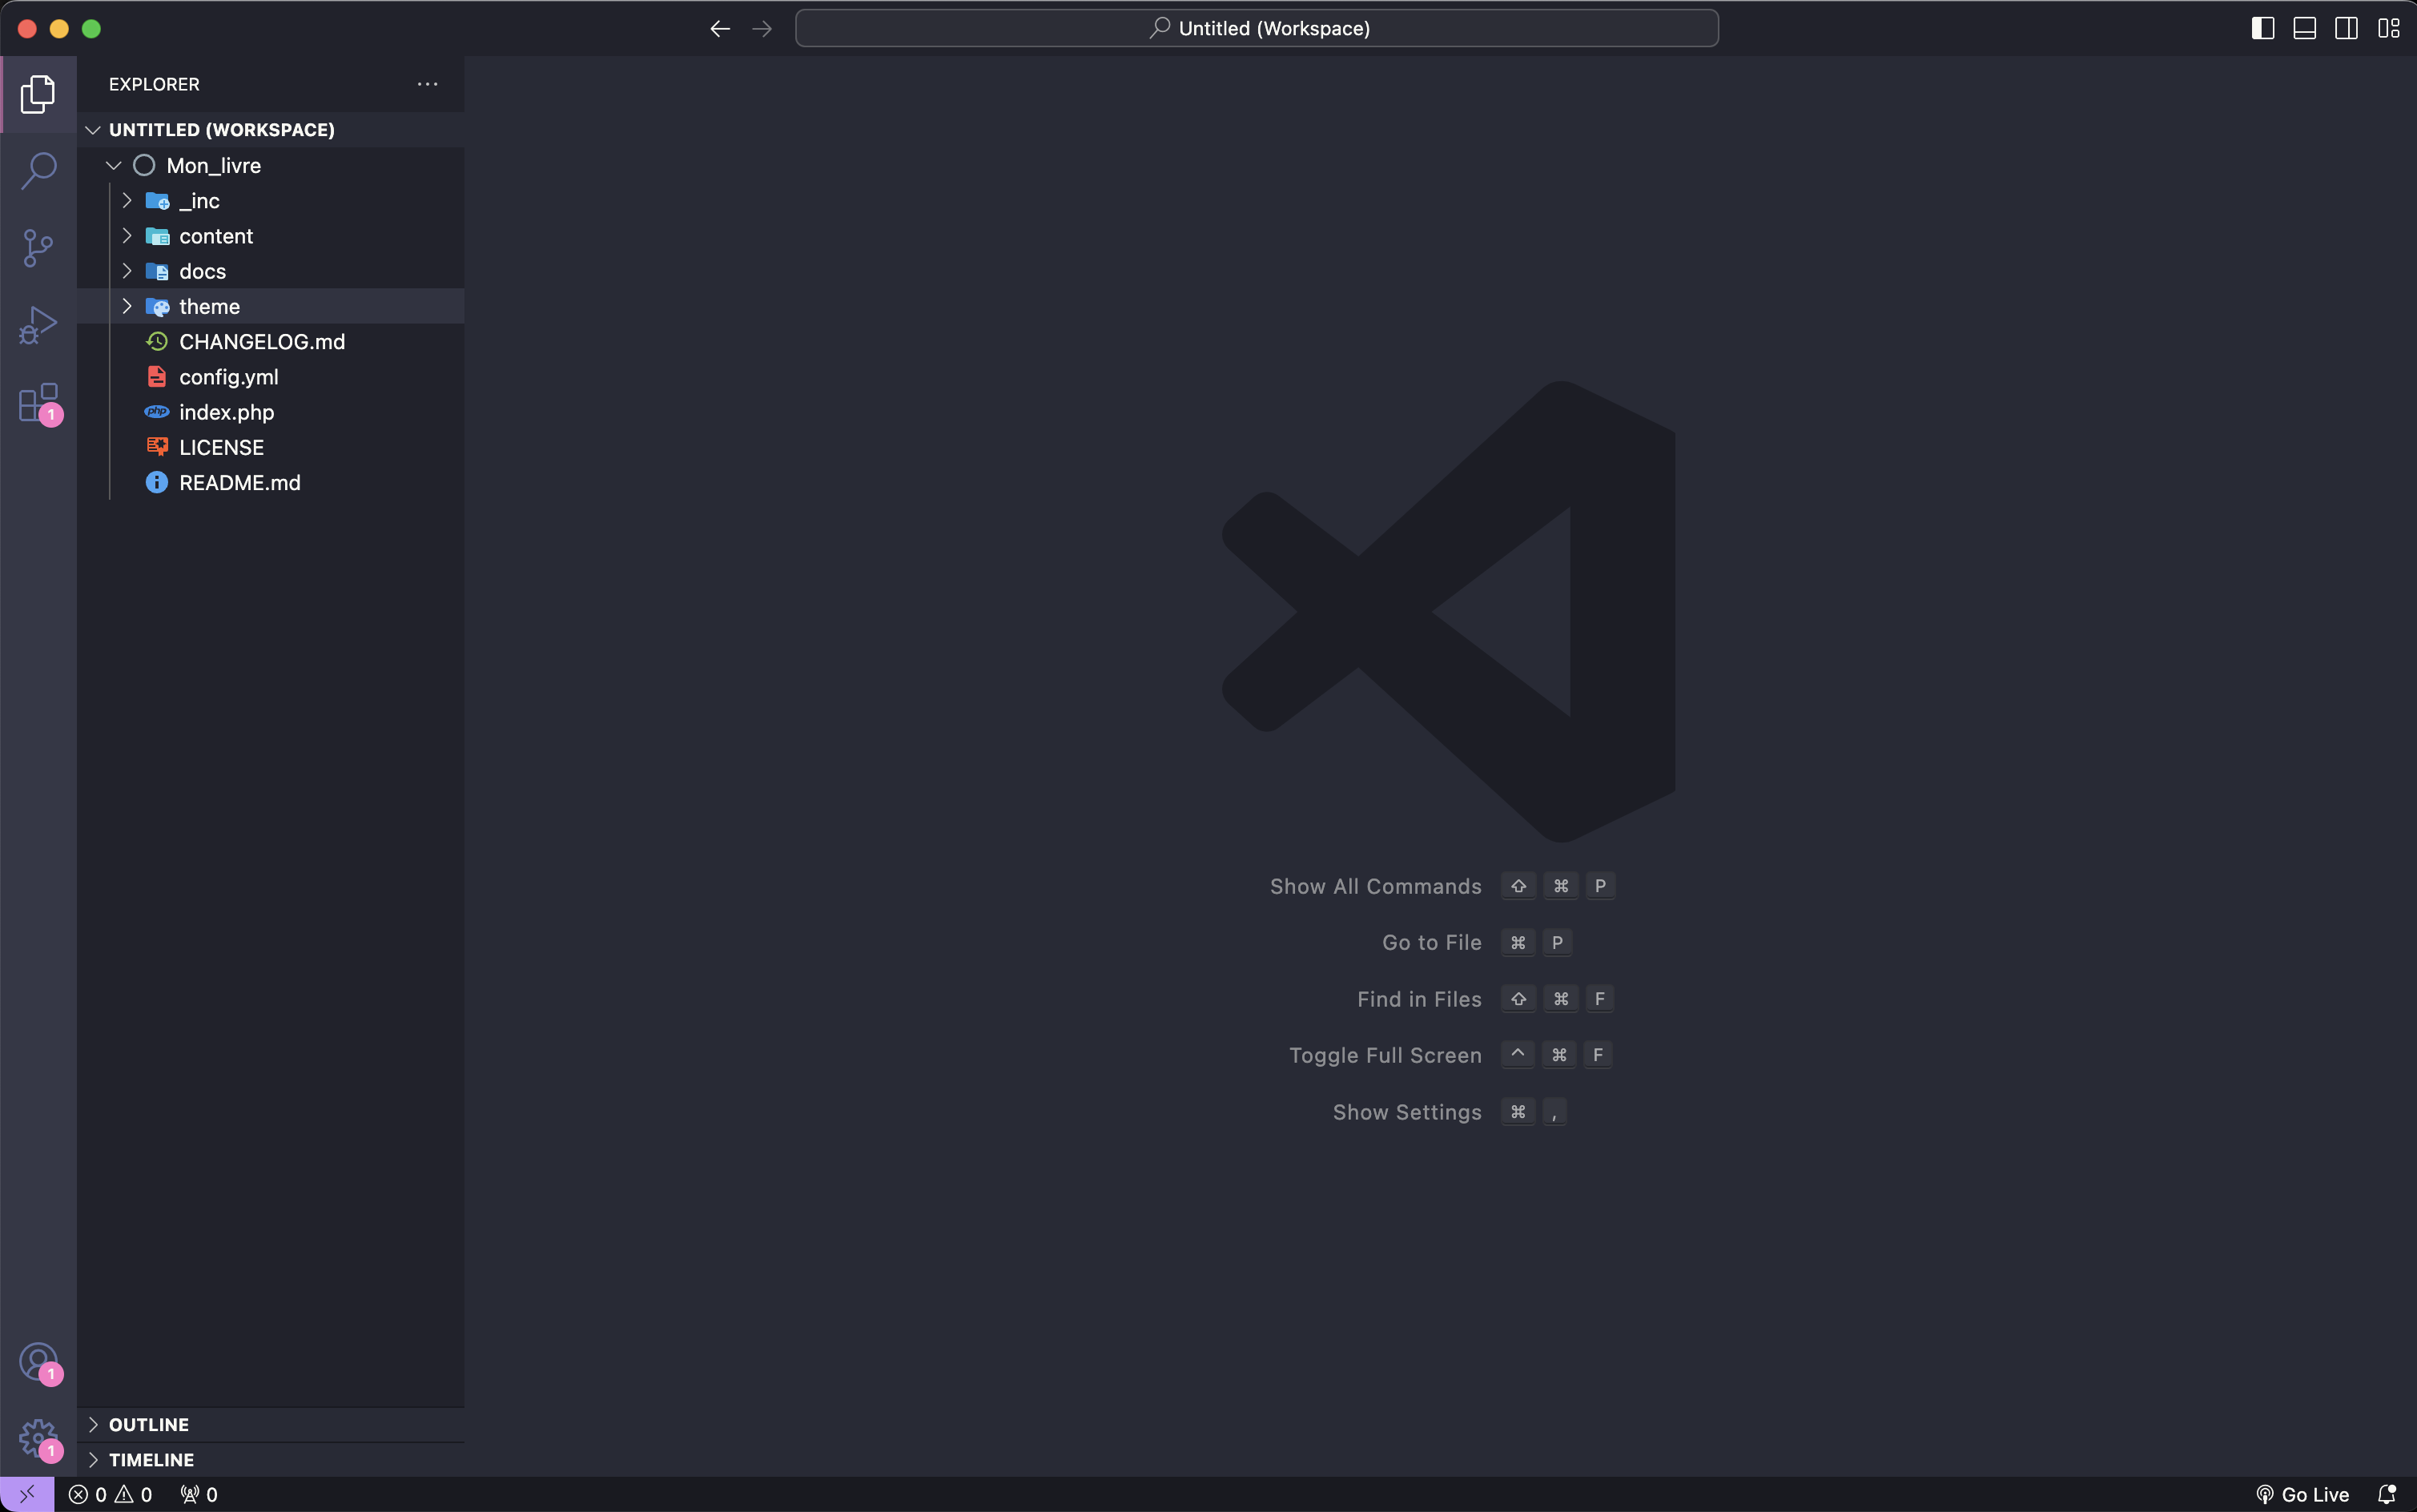 Untitled (Workspace)
EXPLORER
UNTITLED (WORKSPACE)
Mon_livre
_inc
content
docs
theme
CHANGELOG.md
config.yml
php index.php
LICENSE
README.md
1
Show All Commands ⇧ ⌘ P
Go to File ⌘ P
Find in Files ⇧ ⌘ F
Toggle Full Screen ^ ⌘ F
Show Settings ⌘ ,
1
1
OUTLINE
TIMELINE
0 0 0
Go Live